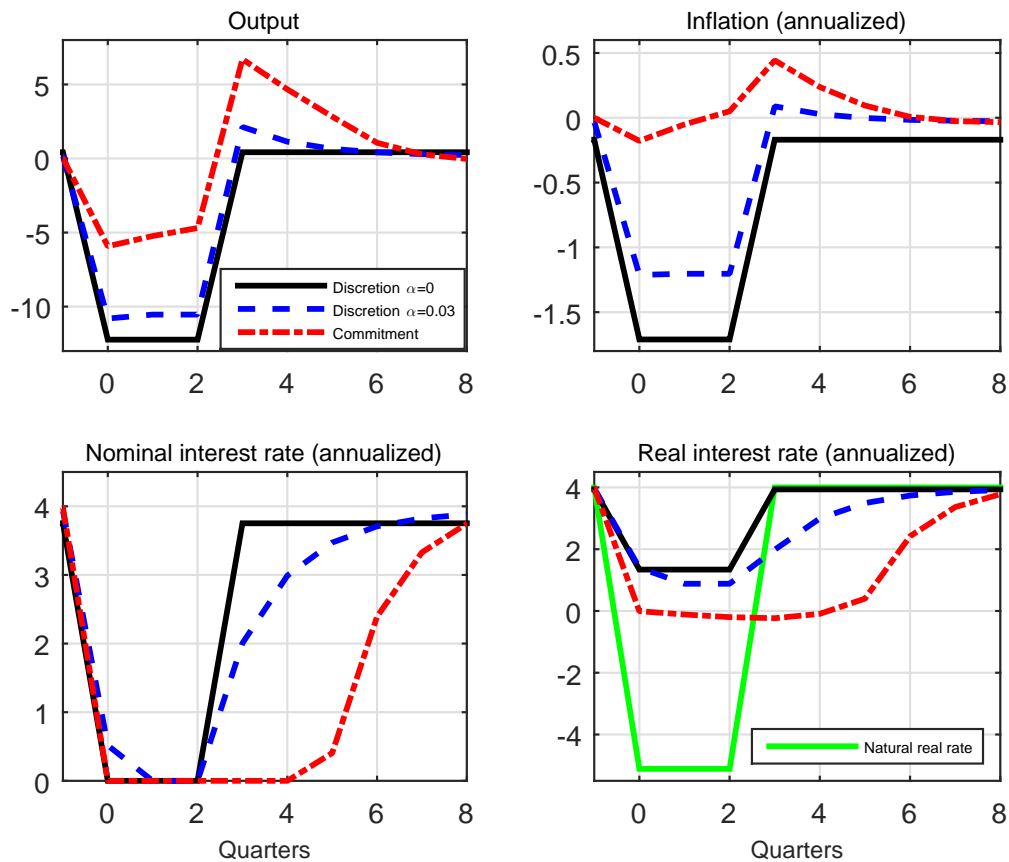 Output
5
0
-5
-10
0 2 4 6 8
Discretion α=0
Discretion α=0.03
Commitment
Inflation (annualized)
0.5
0
-0.5
-1
-1.5
0 2 4 6 8
Nominal interest rate (annualized)
4
3
2
1
0
0 2 4 6 8
Quarters
Real interest rate (annualized)
4
2
0
-2
-4
0 2 4 6 8
Natural real rate
Quarters